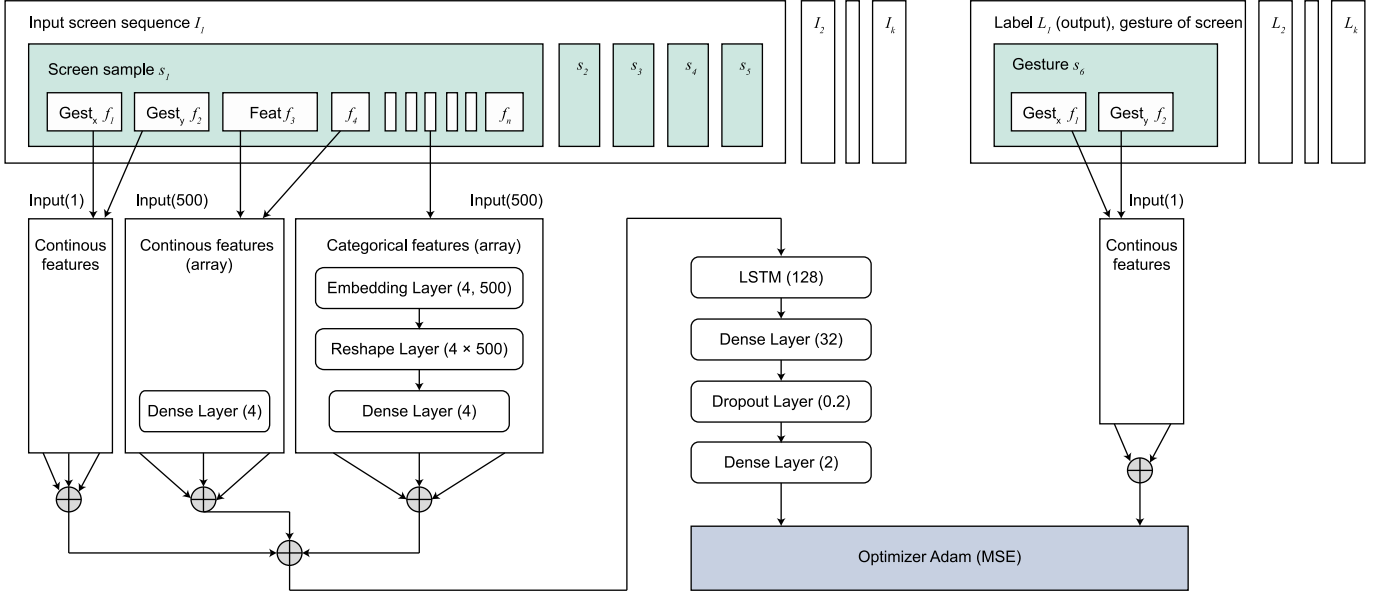 Input screen sequence I1
I2
Ik
Label L1 (output), gesture of screen
L2
Lk
Screen sample s1
s2
s3
s4
s5
Gesture s6
Gestx f1
Gesty f2
Feat f3
f4
fn
Gestx f1
Gesty f2
Input(1)
Input(500)
Input(500)
Input(1)
Continous
features
Continous features
(array)
Categorical features (array)
Embedding Layer (4, 500)
Reshape Layer (4 × 500)
Dense Layer (4)
Dense Layer (4)
LSTM (128)
Dense Layer (32)
Dropout Layer (0.2)
Dense Layer (2)
Continous
features
Optimizer Adam (MSE)